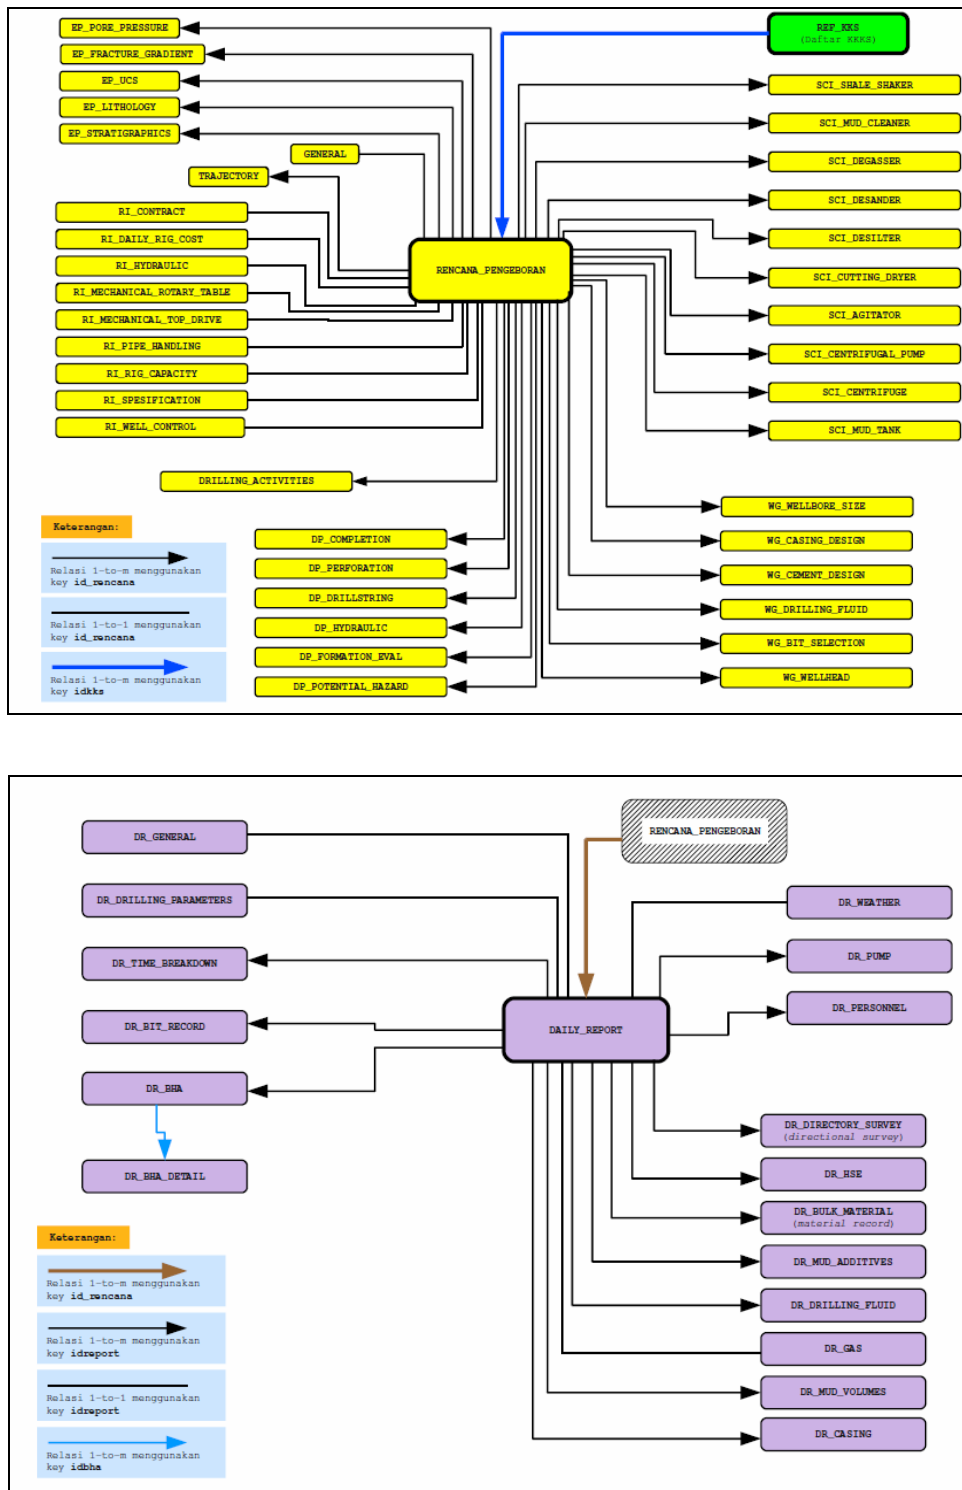 EP_PORE_PRESSURE
EP_FRACTURE_GRADIENT
EP_UCS
EP_LITHOLOGY
EP_STRATIGRAPHICS
GENERAL
TRAJECTORY
RI_CONTRACT
RI_DAILY_RIG_COST
RI_HYDRAULIC
RI_MECHANICAL_ROTARY_TABLE
RI_MECHANICAL_TOP_DRIVE
RI_PIPE_HANDLING
RI_RIG_CAPACITY
RI_SPESIFICATION
RI_WELL_CONTROL
DRILLING_ACTIVITIES
RENCANA_PENGEBORAN
REF_KKS
(Daftar KKKS)
SCI_SHALE_SHAKER
SCI_MUD_CLEANER
SCI_DEGASSER
SCI_DESANDER
SCI_DESILTER
SCI_CUTTING_DRYER
SCI_AGITATOR
SCI_CENTRIFUGAL_PUMP
SCI_CENTRIFUGE
SCI_MUD_TANK
Keterangan:
Relasi 1-to-m menggunakan
key id_rencana
Relasi 1-to-1 menggunakan
key id_rencana
Relasi 1-to-m menggunakan
key idkks
DP_COMPLETION
DP_PERFORATION
DP_DRILLSTRING
DP_HYDRAULIC
DP_FORMATION_EVAL
DP_POTENTIAL_HAZARD
WG_WELLBORE_SIZE
WG_CASING_DESIGN
WG_CEMENT_DESIGN
WG_DRILLING_FLUID
WG_BIT_SELECTION
WG_WELLHEAD
DR_GENERAL
DR_DRILLING_PARAMETERS
DR_TIME_BREAKDOWN
DR_BIT_RECORD
DR_BHA
DR_BHA_DETAIL
RENCANA_PENGEBORAN
DAILY_REPORT
DR_WEATHER
DR_PUMP
DR_PERSONNEL
DR_DIRECTORY_SURVEY
(directional survey)
DR_HSE
DR_BULK_MATERIAL
(material record)
DR_MUD_ADDITIVES
DR_DRILLING_FLUID
DR_GAS
DR_MUD_VOLUMES
DR_CASING
Keterangan:
Relasi 1-to-m menggunakan
key id_rencana
Relasi 1-to-m menggunakan
key idreport
Relasi 1-to-1 menggunakan
key idreport
Relasi 1-to-m menggunakan
key idbha